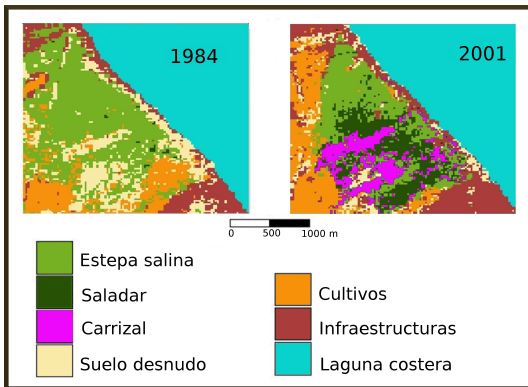 1984
2001
0 500 1000 m
Estepa salina
Saladar
Carrizal
Suelo desnudo
Cultivos
Infraestructuras
Laguna costera